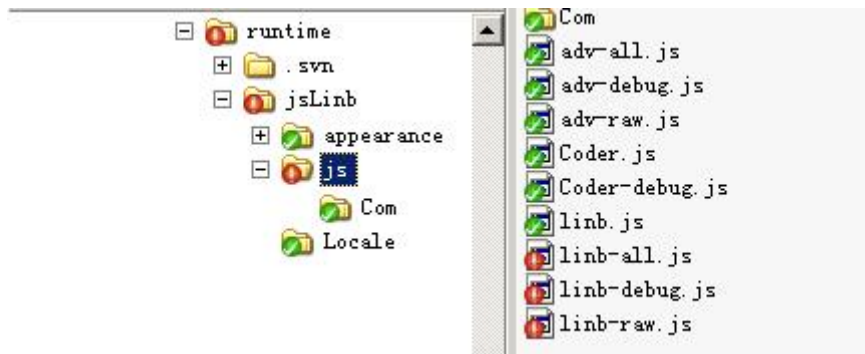 runtime
.svn
jsLinb
appearance
js
Com
Locale
Com
adv-all.js
adv-debug.js
adv-raw.js
Coder.js
Coder-debug.js
linb.js
linb-all.js
linb-debug.js
linb-raw.js